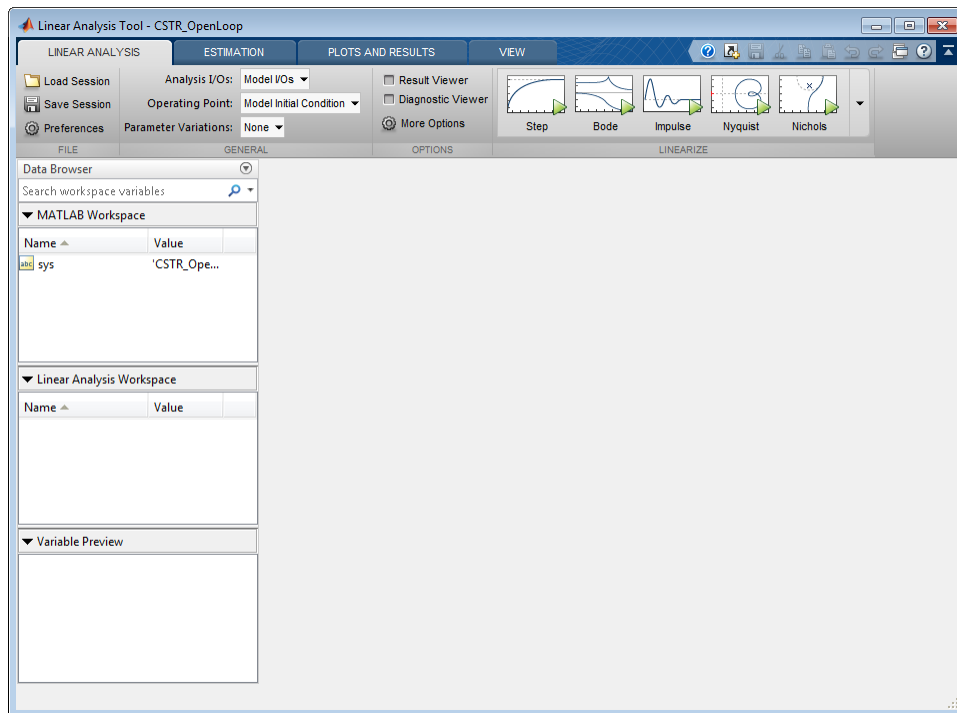 Linear Analysis Tool - CSTR_OpenLoop
LINEAR ANALYSIS ESTIMATION PLOTS AND RESULTS VIEW
Load Session
Save Session
Preferences
FILE
Analysis I/Os: Model I/Os
Operating Point: Model Initial Condition
Parameter Variations: None
GENERAL
Result Viewer
Diagnostic Viewer
More Options
OPTIONS
Step Bode Impulse Nyquist Nichols
LINEARIZE
Data Browser
Search workspace variables
MATLAB Workspace
Name Value
abc sys 'CSTR_Ope...
Linear Analysis Workspace
Name Value
Variable Preview